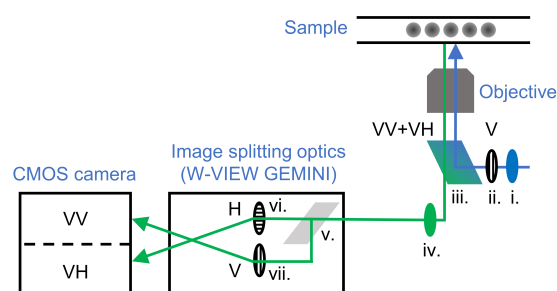 Sample
Objective
VV+VH
V
i.
ii.
iii.
iv.
Image splitting optics
(W-VIEW GEMINI)
H
vi.
v.
V
vii.
CMOS camera
VV
VH